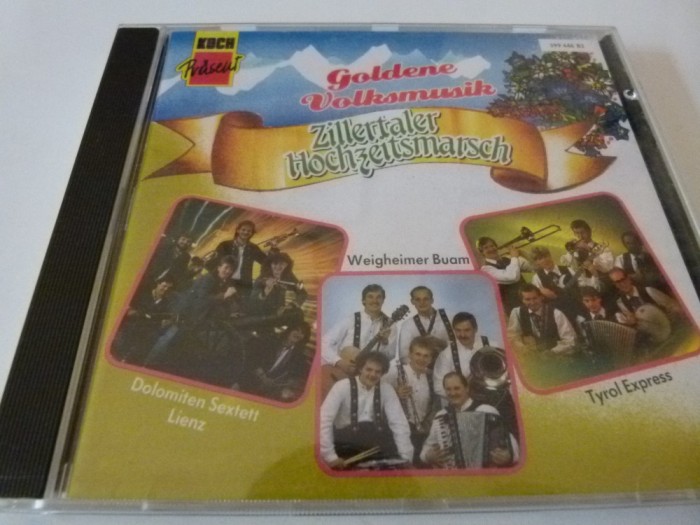 KOCH
Präsent
Goldene
Volksmusik
Zillertaler
Hochzeitsmarsch
Weigheimer Buam
Dolomiten Sextett
Lienz
Tyrol Express